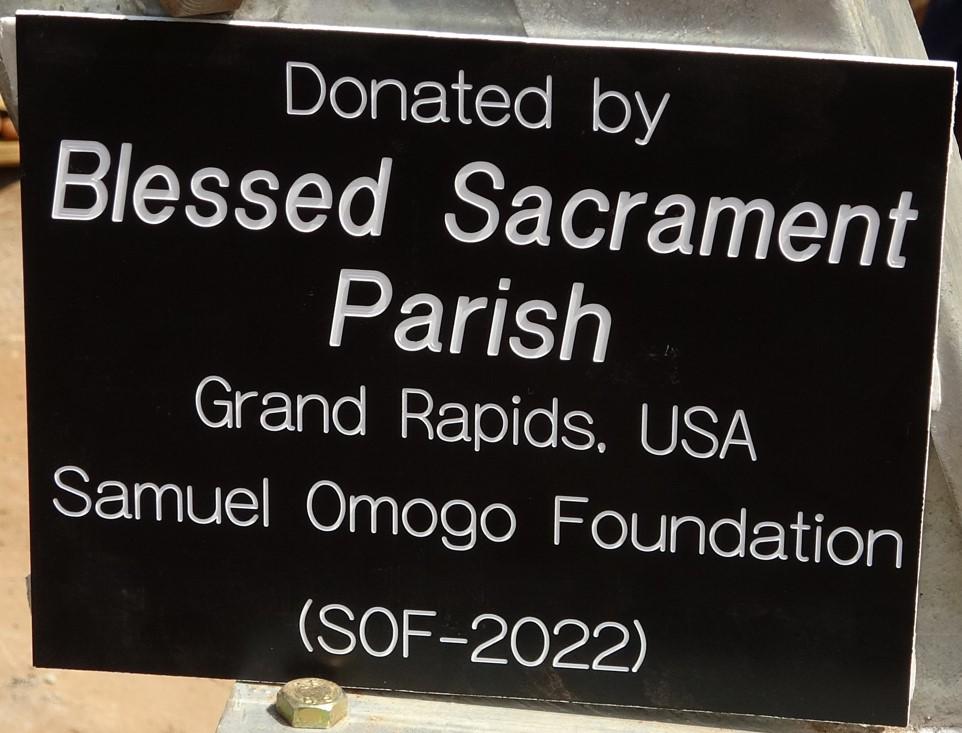 Donated by
Blessed Sacrament
Parish
Grand Rapids, USA
Samuel Omogo Foundation
(SOF-2022)